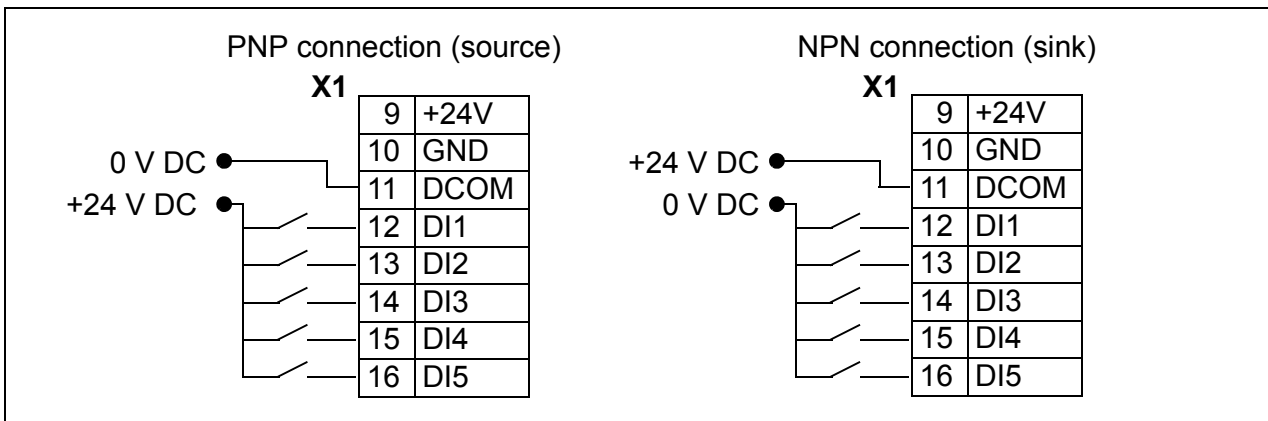 PNP connection (source)
X1
9 +24V
10 GND
0 V DC
11 DCOM
+24 V DC
12 DI1
13 DI2
14 DI3
15 DI4
16 DI5
NPN connection (sink)
X1
9 +24V
10 GND
+24 V DC
11 DCOM
0 V DC
12 DI1
13 DI2
14 DI3
15 DI4
16 DI5